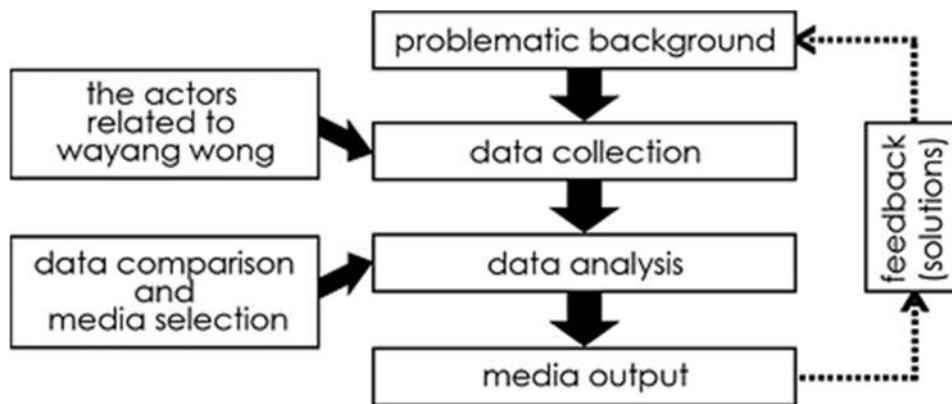 problematic background
the actors
related to
wayang wong
data collection
data comparison
and
media selection
data analysis
media output
feedback
(solutions)